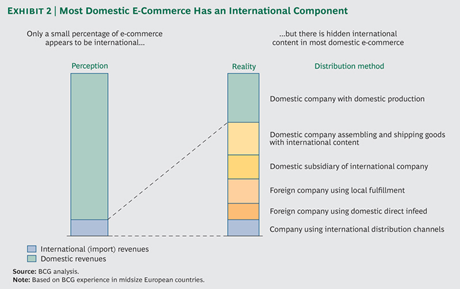 EXHIBIT 2 | Most Domestic E-Commerce Has an International Component
Only a small percentage of e-commerce
appears to be international...
...but there is hidden international
content in most domestic e-commerce
Perception
Reality
Distribution method
Domestic company with domestic production
Domestic company assembling and shipping goods
with international content
Domestic subsidiary of international company
Foreign company using local fulfillment
Foreign company using domestic direct infeed
Company using international distribution channels
International (import) revenues
Domestic revenues
Source: BCG analysis.
Note: Based on BCG experience in midsize European countries.